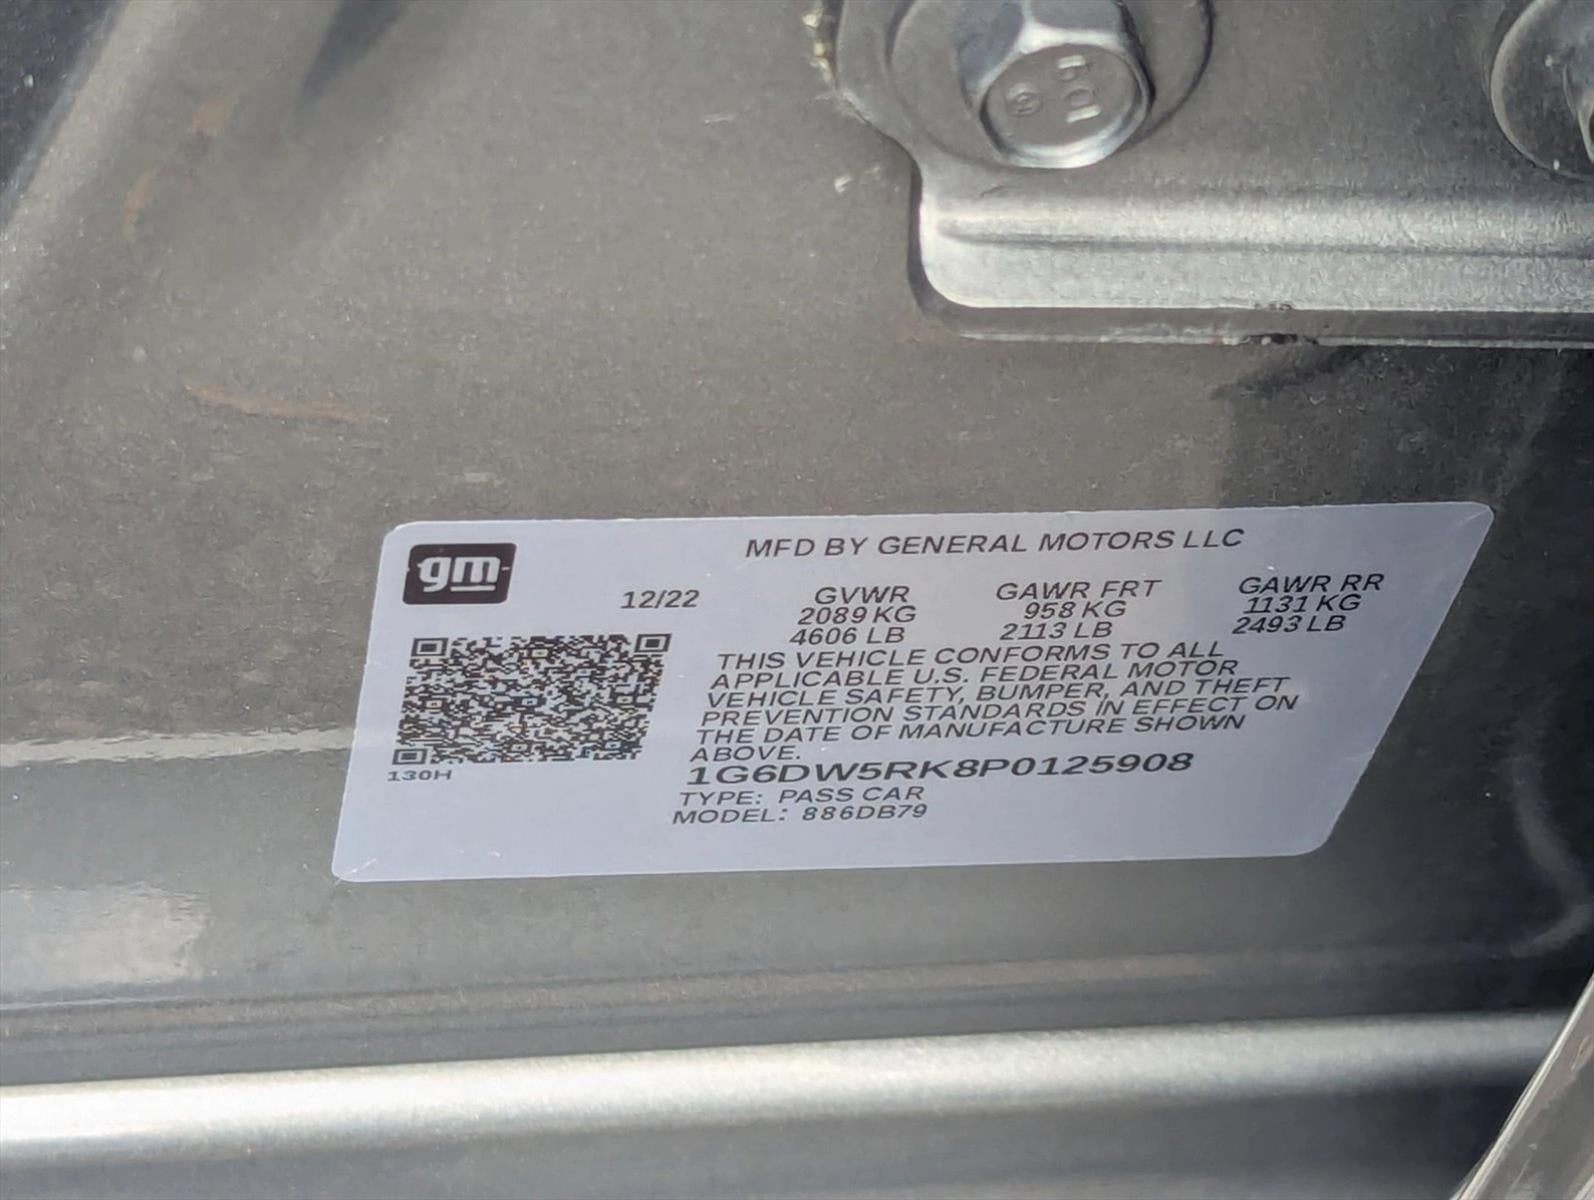 gm
MFD BY GENERAL MOTORS LLC
12/22 GVWR GAWR FRT GAWR RR
2089 KG 958 KG 1131 KG
4606 LB 2113 LB 2493 LB
THIS VEHICLE CONFORMS TO ALL
APPLICABLE U.S. FEDERAL MOTOR
VEHICLE SAFETY, BUMPER, AND THEFT
PREVENTION STANDARDS IN EFFECT ON
THE DATE OF MANUFACTURE SHOWN
ABOVE.
130H
1G6DW5RK8P0125908
TYPE: PASS CAR
MODEL: 886DB79